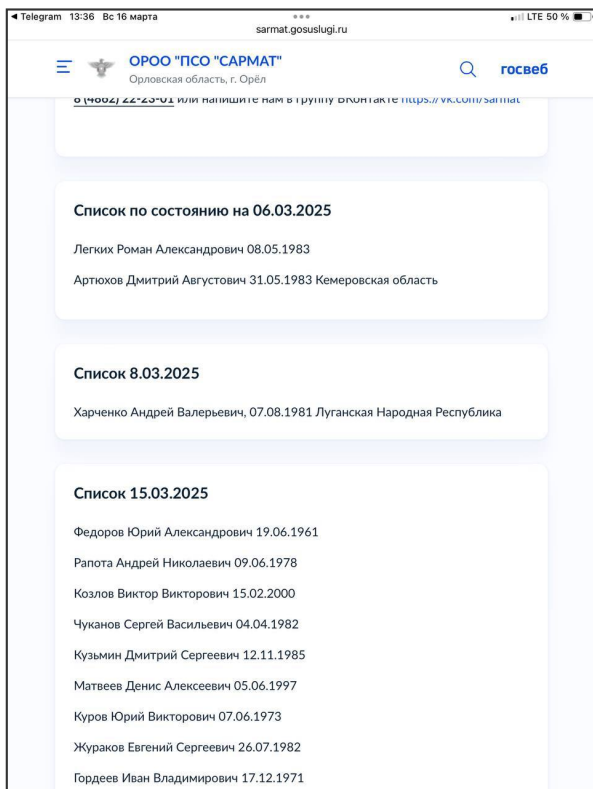 Telegram 13:36 Вс 16 марта LTE 50 %
sarmat.gosuslugi.ru
ОРОО "ПСО "САРМАТ"
Орловская область, г. Орёл
госвеб
8 (4862) 22-23-01 или напишите нам в группу ВКонтакте https://vk.com/sarmat
Список по состоянию на 06.03.2025
Легких Роман Александрович 08.05.1983
Артюхов Дмитрий Августович 31.05.1983 Кемеровская область
Список 8.03.2025
Харченко Андрей Валерьевич, 07.08.1981 Луганская Народная Республика
Список 15.03.2025
Федоров Юрий Александрович 19.06.1961
Рапота Андрей Николаевич 09.06.1978
Козлов Виктор Викторович 15.02.2000
Чуканов Сергей Васильевич 04.04.1982
Кузьмин Дмитрий Сергеевич 12.11.1985
Матвеев Денис Алексеевич 05.06.1997
Куров Юрий Викторович 07.06.1973
Жураков Евгений Сергеевич 26.07.1982
Гордеев Иван Владимирович 17.12.1971